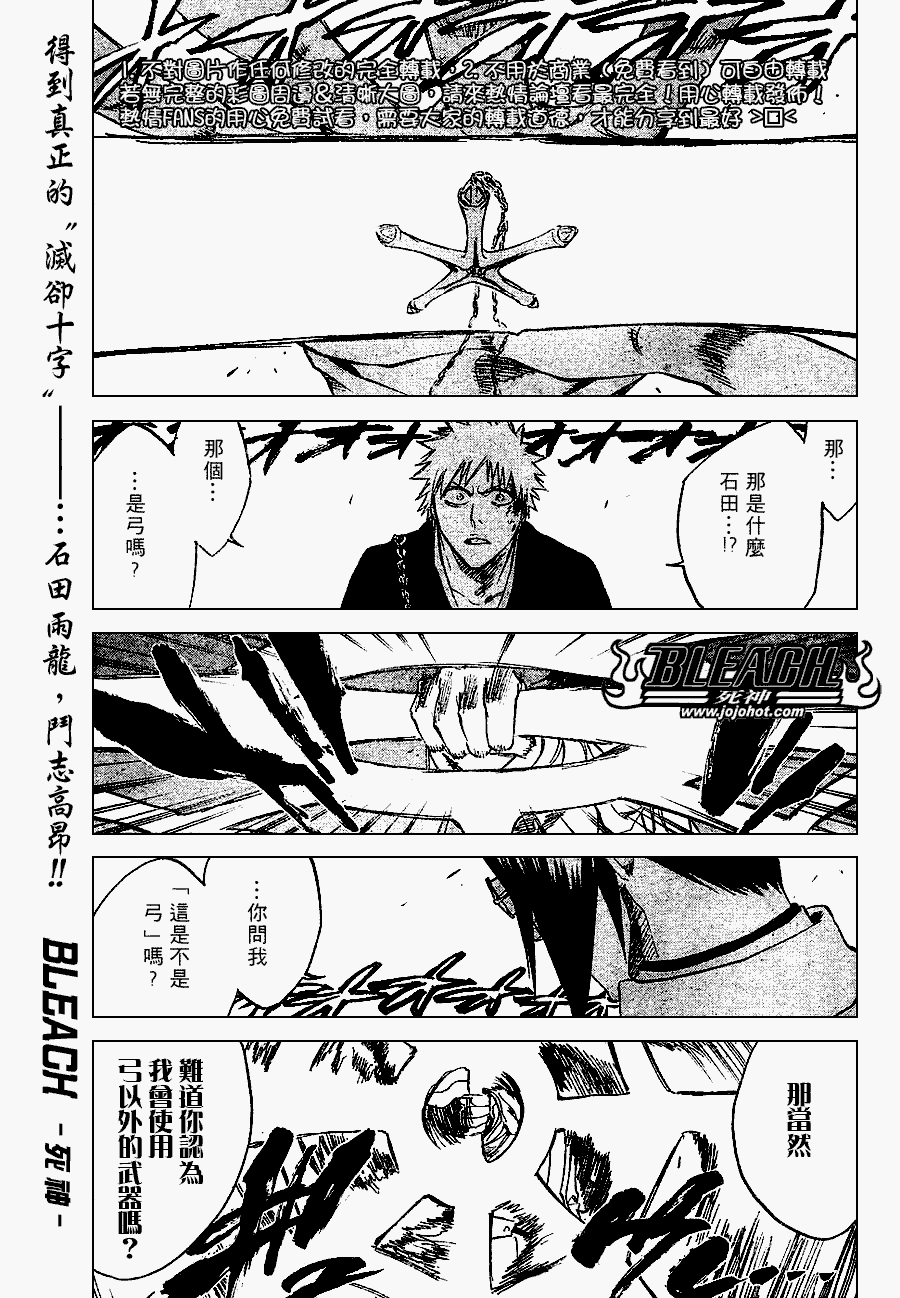 1. 不對圖片作任何修改的完全轉載，2. 不用於商業（免費看到）可自由轉載
若無完整的彩圖周漫&清晰大圖。請來熱情論壇看最完全！用心轉載發佈！
熱情FANS的用心免費試看，需要大家的轉載道德，才能分享到最好 >口<
得到真正的〝滅卻十字〞——…石田雨龍，鬥志高昂!!
BLEACH －死神－
那…
那是什麼
石田…!?
那個…
…是弓嗎？
BLEACH
死神
www.jojohot.com
…你問我
「這是不是
弓」嗎？
那當然
難道你認為
我會使用
弓以外的武器嗎？